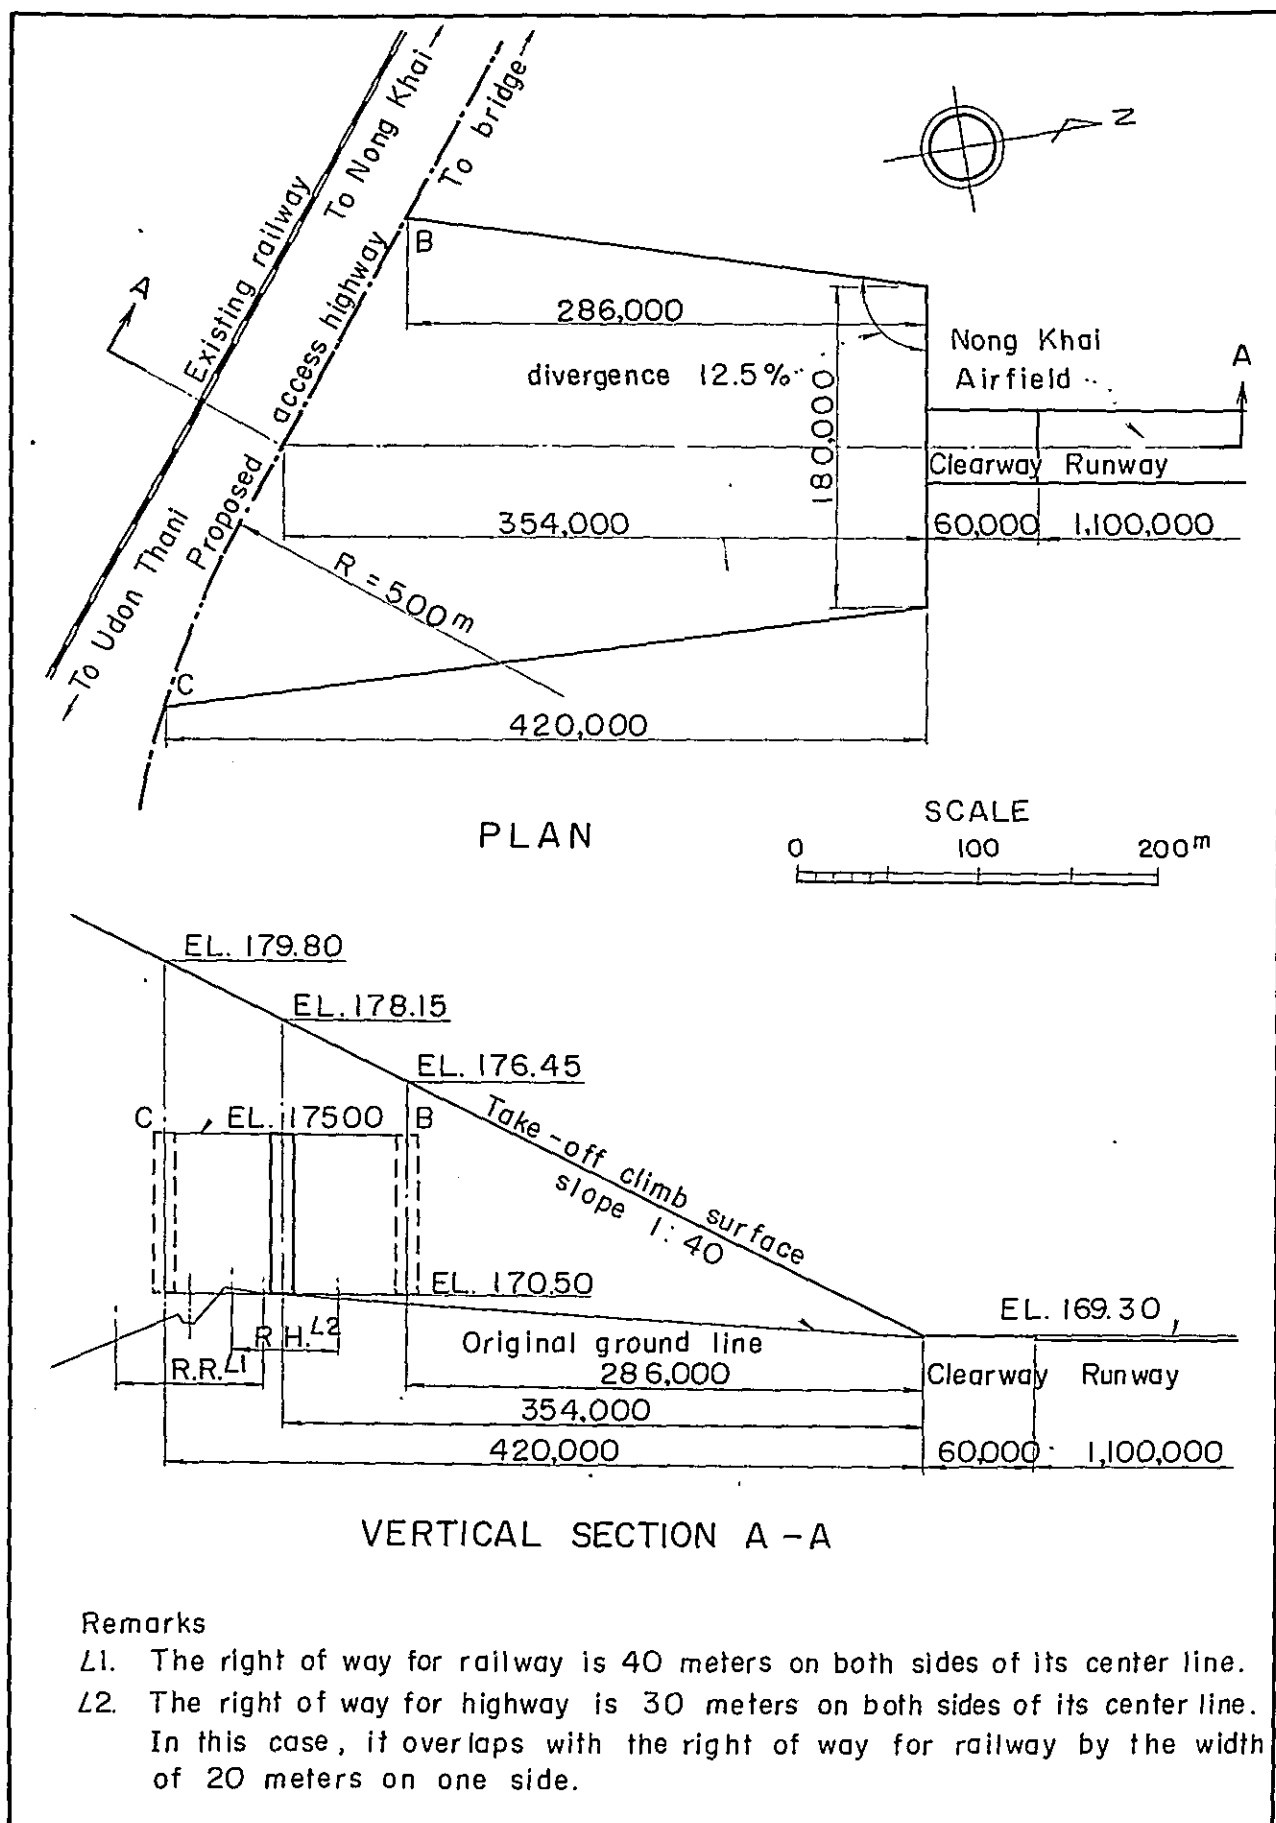 To Nong Khai
To bridge
N
Existing railway
B
A
286,000
access highway
divergence 12.5%
Nong Khai
Airfield
A
180,000
Clearway
Runway
Proposed
354,000
60,000
1,100,000
To Udon Thani
R = 500 m
C
420,000
PLAN
SCALE
0 100 200 m
EL. 179.80
EL. 178.15
EL. 176.45
C
EL. 17500
B
Take-off climb surface
slope 1:40
EL. 170.50
EL. 169.30
R.H. L2
Original ground line
R.R. L1
286,000
Clearway
Runway
354,000
420,000
60,000
1,100,000
VERTICAL SECTION A - A
Remarks
L1. The right of way for railway is 40 meters on both sides of its center line.
L2. The right of way for highway is 30 meters on both sides of its center line.
In this case, it overlaps with the right of way for railway by the width
of 20 meters on one side.